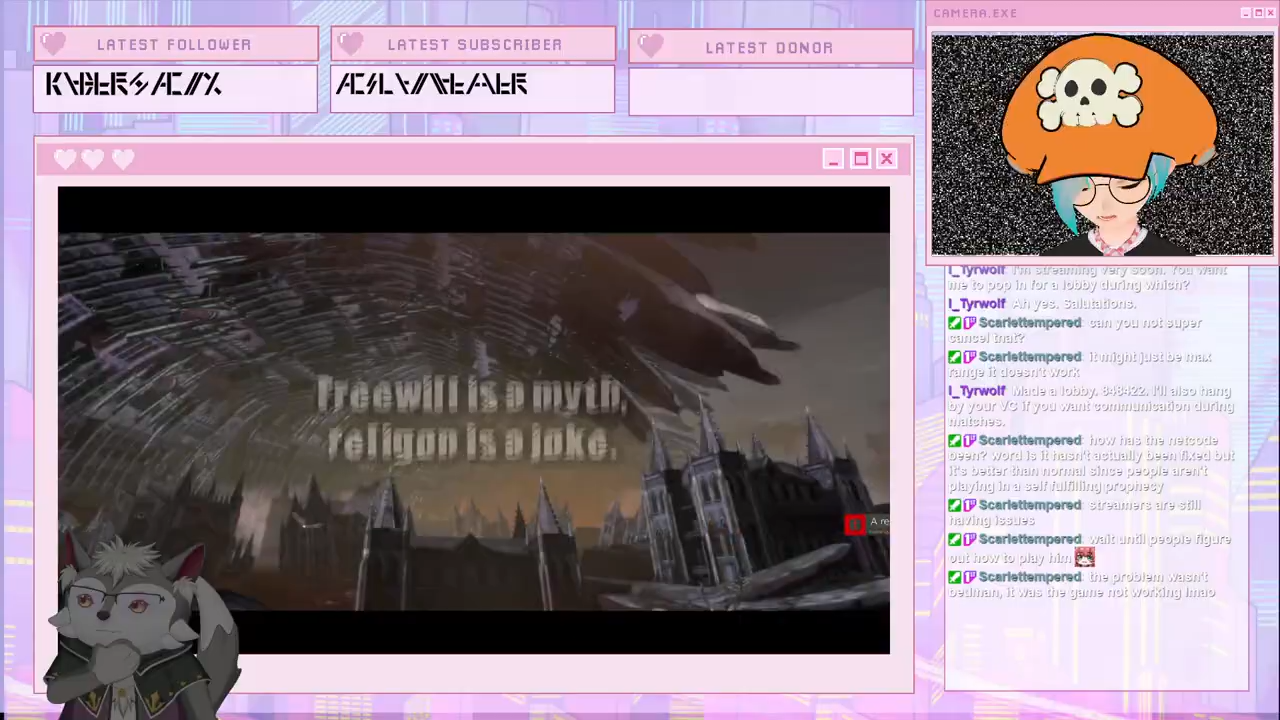 LATEST FOLLOWER
LATEST SUBSCRIBER
LATEST DONOR
CAMERA.EXE
Freewill is a myth,
religon is a joke.
A re
I_Tyrwolf I'm streaming very soon. You want
me to pop in for a lobby during which?
I_Tyrwolf Ah yes. Salutations.
Scarlettempered can you not super
cancel that?
Scarlettempered it might just be max
range it doesn't work
I_Tyrwolf Made a lobby. 848422. I'll also hang
by your VC if you want communication during
matches.
Scarlettempered how has the netcode
been? word is it hasn't actually been fixed but
it's better than normal since people aren't
playing in a self fulfilling prophecy
Scarlettempered streamers are still
having issues
Scarlettempered wait until people figure
out how to play him
Scarlettempered the problem wasn't
bedman, it was the game not working lmao